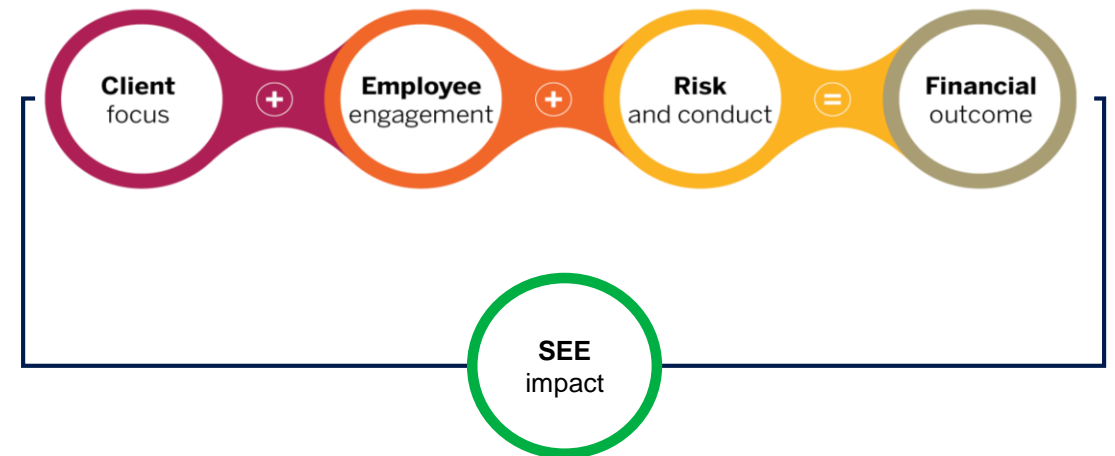 Client
focus
+
Employee
engagement
+
Risk
and conduct
=
Financial
outcome
SEE
impact